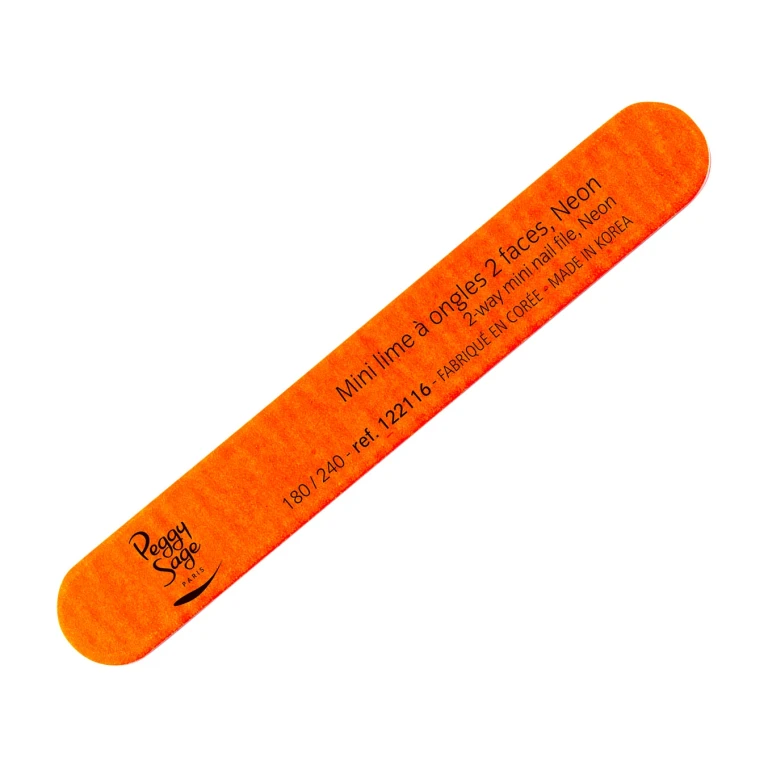 Mini lime à ongles 2 faces, Neon
2-way mini nail file, Neon
180 / 240 - ref. 122116 - FABRIQUÉ EN CORÉE • MADE IN KOREA
Peggy
Sage
PARIS